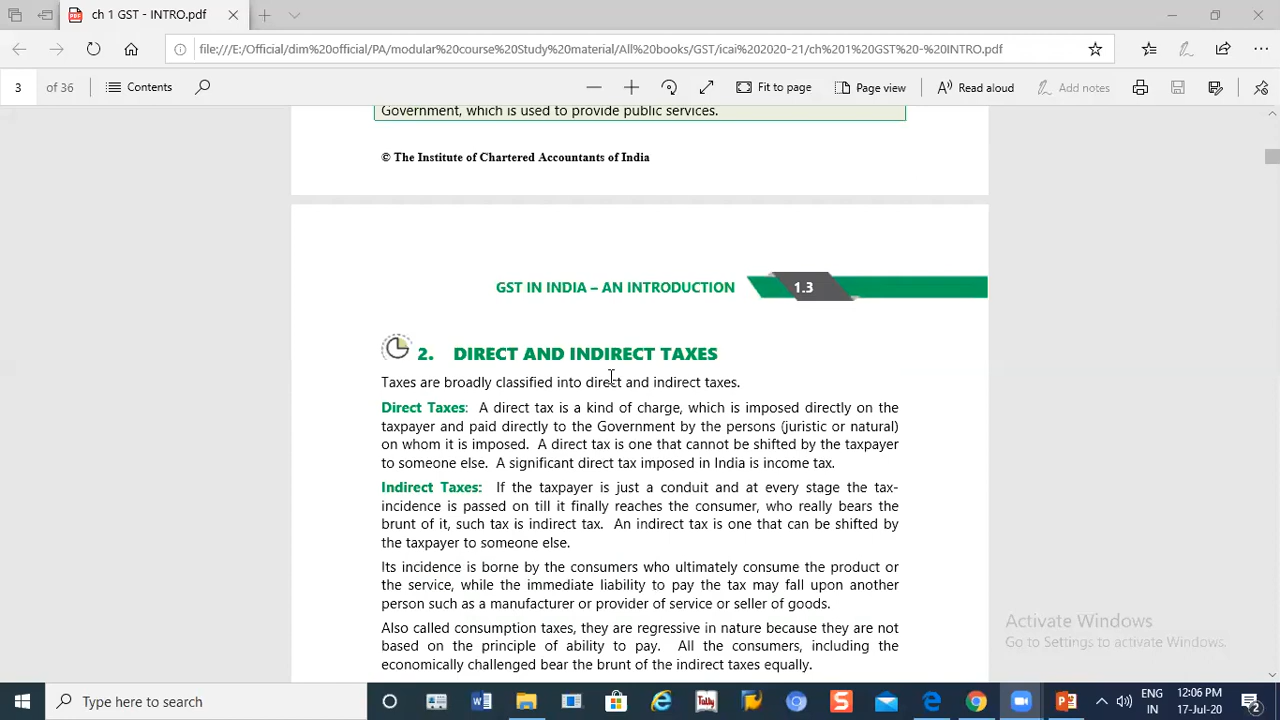 ch 1 GST - INTRO.pdf
file:///E:/Official/dim%20official/PA/modular%20course%20Study%20material/All%20books/GST/icai%202020-21/ch%201%20GST%20-%20INTRO.pdf
3 of 36 Contents Fit to page Page view Read aloud Add notes
Government, which is used to provide public services.
© The Institute of Chartered Accountants of India
GST IN INDIA – AN INTRODUCTION 1.3
2. DIRECT AND INDIRECT TAXES
Taxes are broadly classified into direct and indirect taxes.
Direct Taxes: A direct tax is a kind of charge, which is imposed directly on the
taxpayer and paid directly to the Government by the persons (juristic or natural)
on whom it is imposed. A direct tax is one that cannot be shifted by the taxpayer
to someone else. A significant direct tax imposed in India is income tax.
Indirect Taxes: If the taxpayer is just a conduit and at every stage the tax-
incidence is passed on till it finally reaches the consumer, who really bears the
brunt of it, such tax is indirect tax. An indirect tax is one that can be shifted by
the taxpayer to someone else.
Its incidence is borne by the consumers who ultimately consume the product or
the service, while the immediate liability to pay the tax may fall upon another
person such as a manufacturer or provider of service or seller of goods.
Also called consumption taxes, they are regressive in nature because they are not
based on the principle of ability to pay. All the consumers, including the
economically challenged bear the brunt of the indirect taxes equally.
Activate Windows
Go to Settings to activate Windows.
Type here to search
Tally
ENG
IN
12:06 PM
17-Jul-20
2